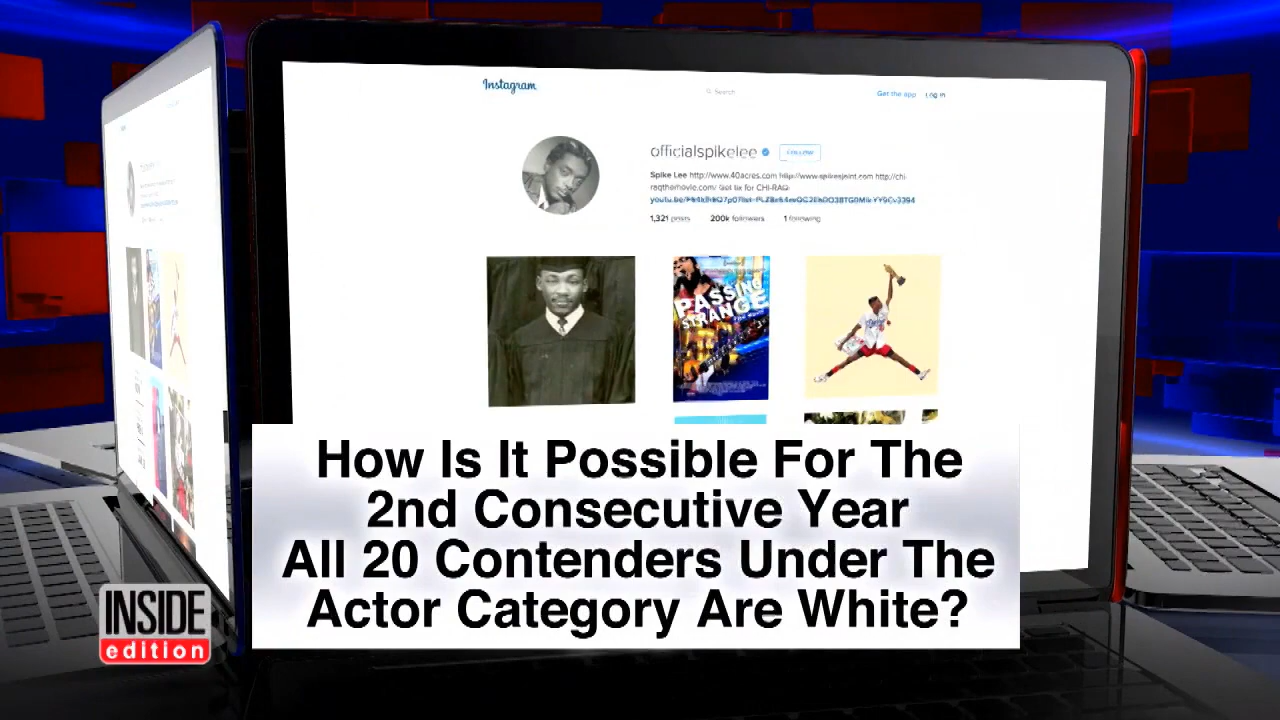 Instagram
Search
Get the app Log in
officialspikelee
FOLLOW
Spike Lee http://www.40acres.com http://www.spikesjoint.com http://chi-
raqthemovie.com/ Get tix for CHI-RAQ:
1,321 posts 200k followers 1 following
PASSING
STRANGE
How Is It Possible For The
2nd Consecutive Year
All 20 Contenders Under The
Actor Category Are White?
INSIDE
edition